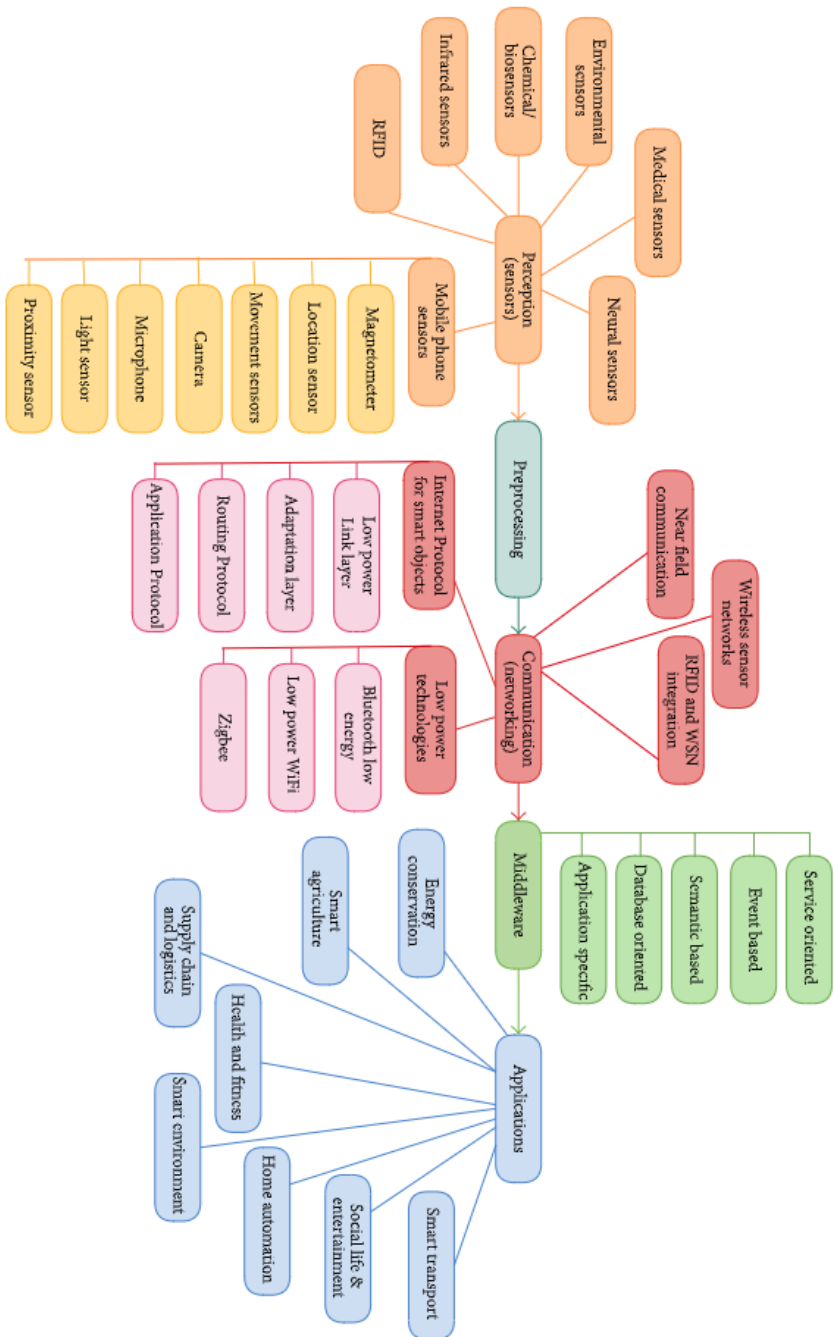 Neural sensors
Medical sensors
Environmental
sensors
Chemical/
biosensors
Infrared sensors
RFID
Perception
(sensors)
Mobile phone
sensors
Magnetometer
Location sensor
Movement sensors
Camera
Microphone
Light sensor
Proximity sensor
Preprocessing
Near field
communication
Wireless sensor
networks
RFID and WSN
integration
Communication
(networking)
Internet Protocol
for smart objects
Low power
Link layer
Adaptation layer
Routing Protocol
Application Protocol
Low power
technologies
Bluetooth low
energy
Low power WiFi
Zigbee
Service oriented
Event based
Semantic based
Database oriented
Application specific
Middleware
Applications
Energy
conservation
Smart
agriculture
Supply chain
and logistics
Health and fitness
Smart environment
Home automation
Social life &
entertainment
Smart transport